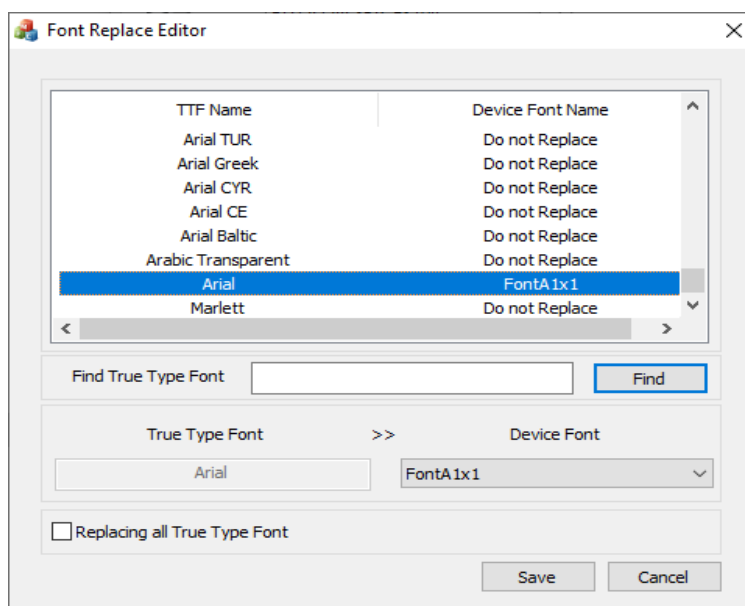 Font Replace Editor
TTF Name Device Font Name
Arial TUR Do not Replace
Arial Greek Do not Replace
Arial CYR Do not Replace
Arial CE Do not Replace
Arial Baltic Do not Replace
Arabic Transparent Do not Replace
Arial FontA1x1
Marlett Do not Replace
Find True Type Font Find
True Type Font >> Device Font
Arial FontA1x1
Replacing all True Type Font
Save Cancel